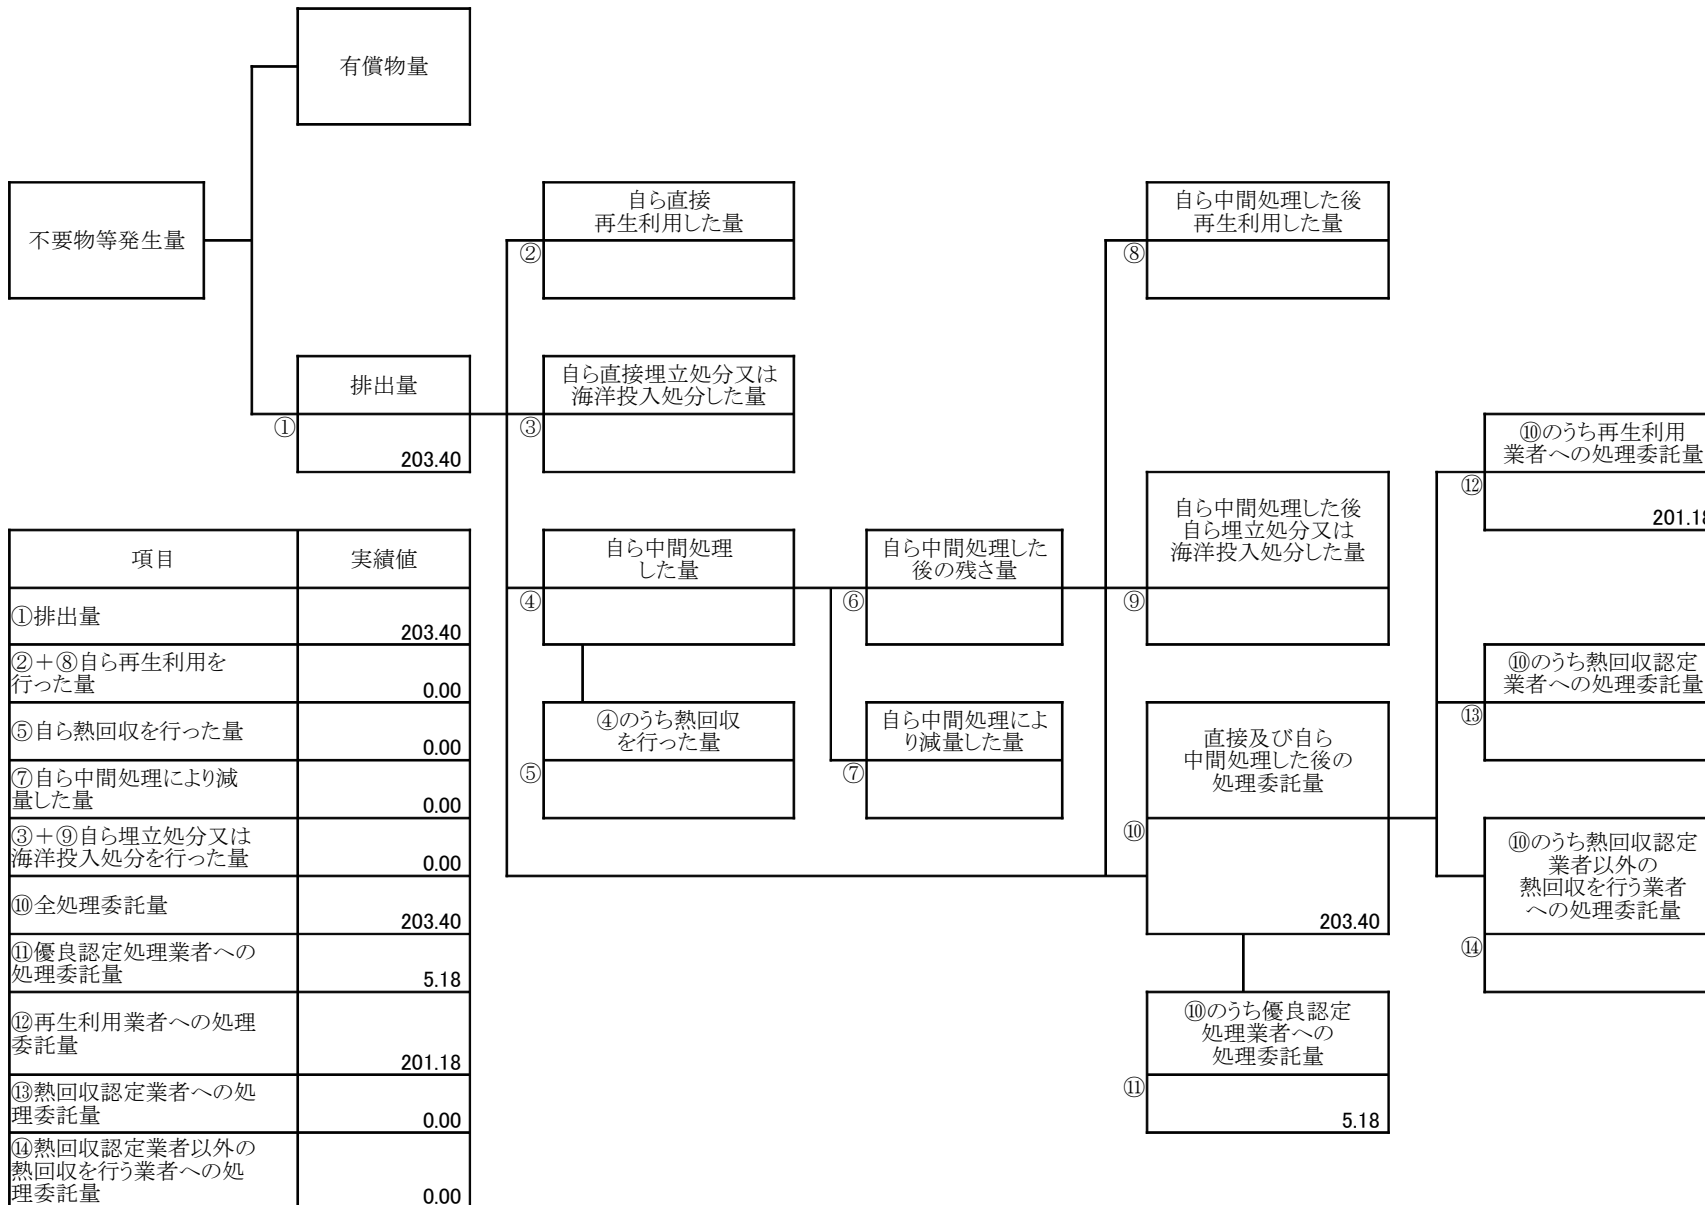 有償物量
不要物等発生量
自ら直接
再生利用した量
②
自ら中間処理した後
再生利用した量
⑧
排出量
①
203.40
自ら直接埋立処分又は
海洋投入処分した量
③
⑩のうち再生利用
業者への処理委託量
⑫
201.18
自ら中間処理
した量
④
自ら中間処理した
後の残さ量
⑥
自ら中間処理した後
自ら埋立処分又は
海洋投入処分した量
⑨
④のうち熱回収
を行った量
⑤
自ら中間処理によ
り減量した量
⑦
直接及び自ら
中間処理した後の
処理委託量
⑩
203.40
⑩のうち熱回収認定
業者への処理委託量
⑬
⑩のうち熱回収認定
業者以外の
熱回収を行う業者
への処理委託量
⑭
⑩のうち優良認定
処理業者への
処理委託量
⑪
5.18
項目 実績値
①排出量 203.40
②+⑧自ら再生利用を
行った量 0.00
⑤自ら熱回収を行った量 0.00
⑦自ら中間処理により減
量した量 0.00
③+⑨自ら埋立処分又は
海洋投入処分を行った量 0.00
⑩全処理委託量 203.40
⑪優良認定処理業者への
処理委託量 5.18
⑫再生利用業者への処理
委託量 201.18
⑬熱回収認定業者への処
理委託量 0.00
⑭熱回収認定業者以外の
熱回収を行う業者への処
理委託量 0.00